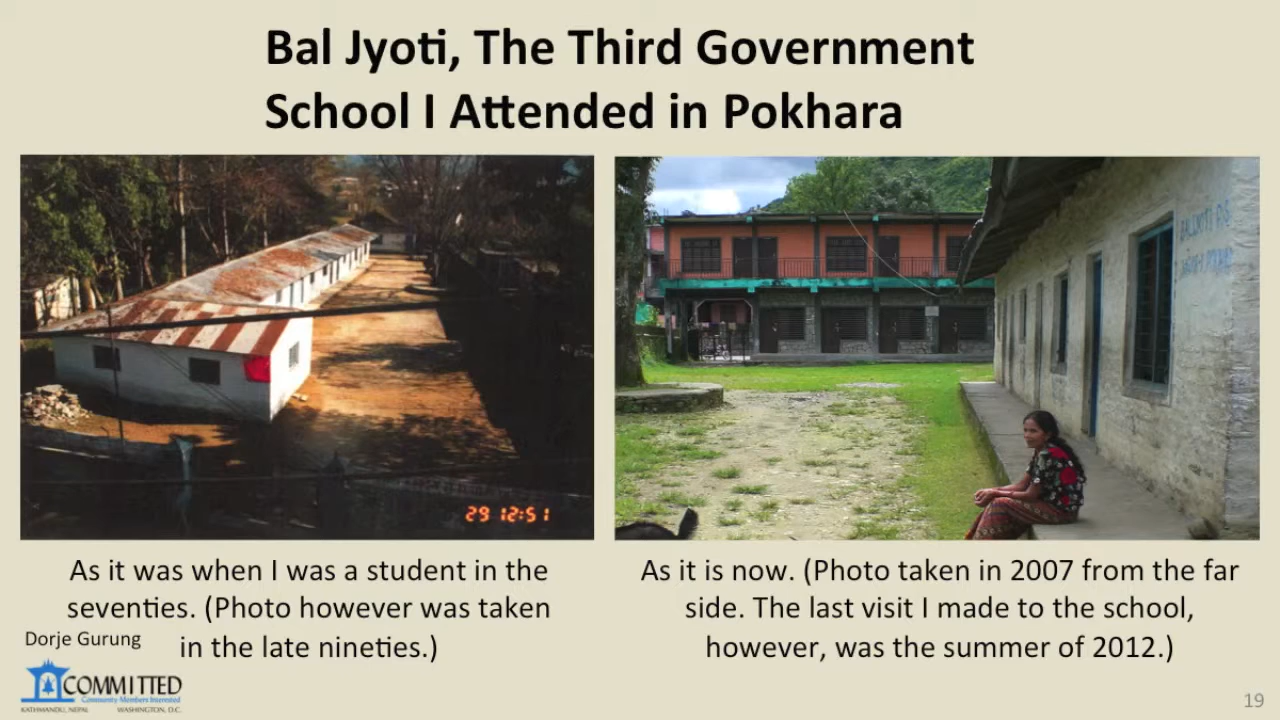 Bal Jyoti, The Third Government
School I Attended in Pokhara
29 12:51
As it was when I was a student in the
seventies. (Photo however was taken
in the late nineties.)
As it is now. (Photo taken in 2007 from the far
side. The last visit I made to the school,
however, was the summer of 2012.)
Dorje Gurung
COMMITTED
Community Members Interested
KATHMANDU, NEPAL WASHINGTON, D.C.
19